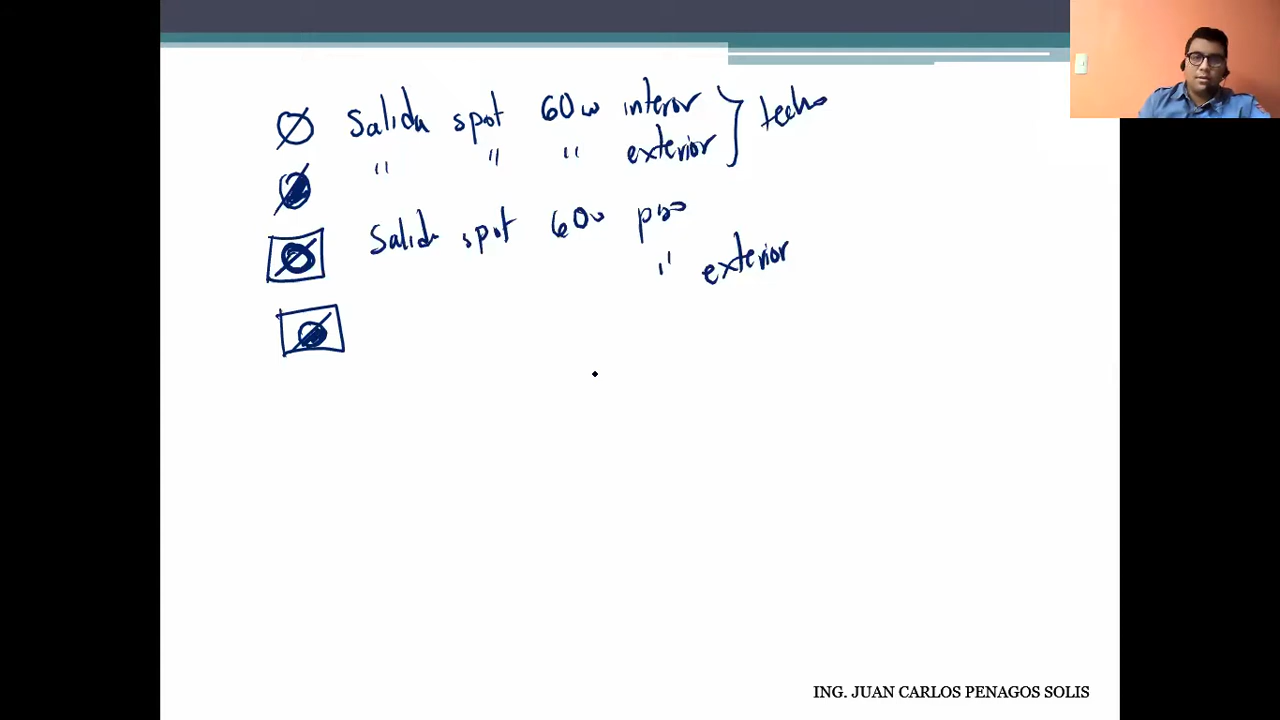 Salida spot 60w interior
" " " exterior } techo
Salida spot 60w piso
" exterior
ING. JUAN CARLOS PENAGOS SOLIS